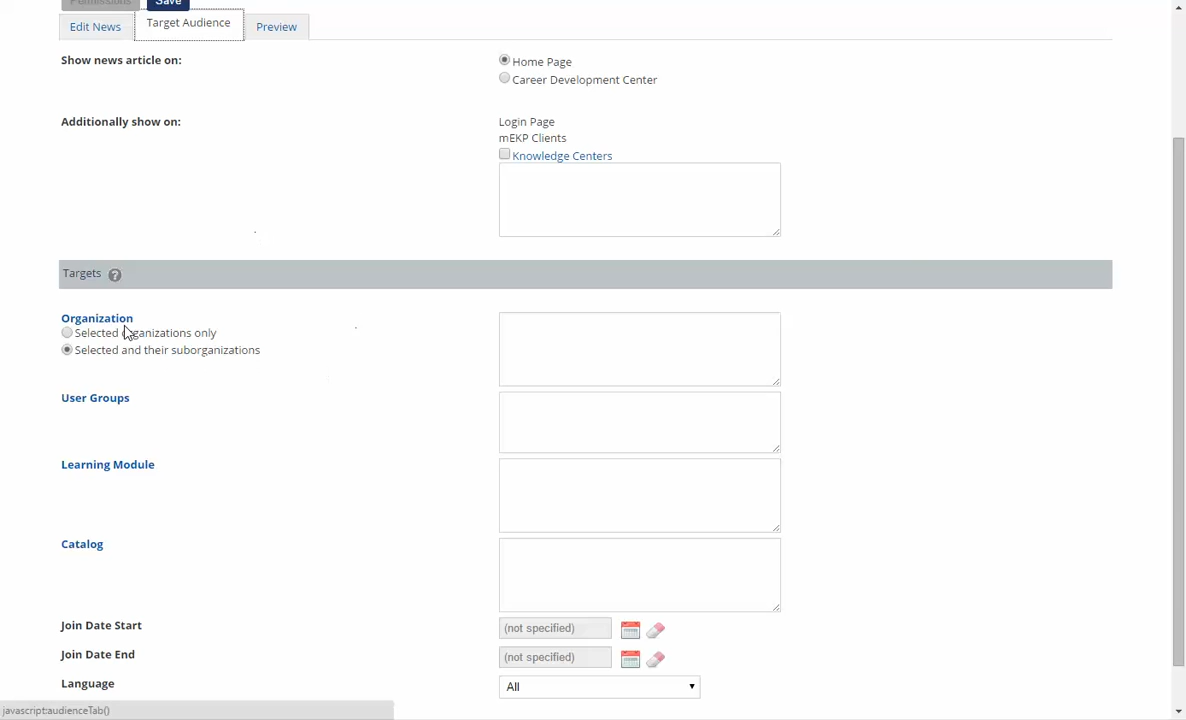 Permissions Save
Edit News Target Audience Preview
Show news article on:
Home Page
Career Development Center
Additionally show on:
Login Page
mEKP Clients
Knowledge Centers
Targets ?
Organization
Selected organizations only
Selected and their suborganizations
User Groups
Learning Module
Catalog
Join Date Start (not specified)
Join Date End (not specified)
Language All
javascript:audienceTab()